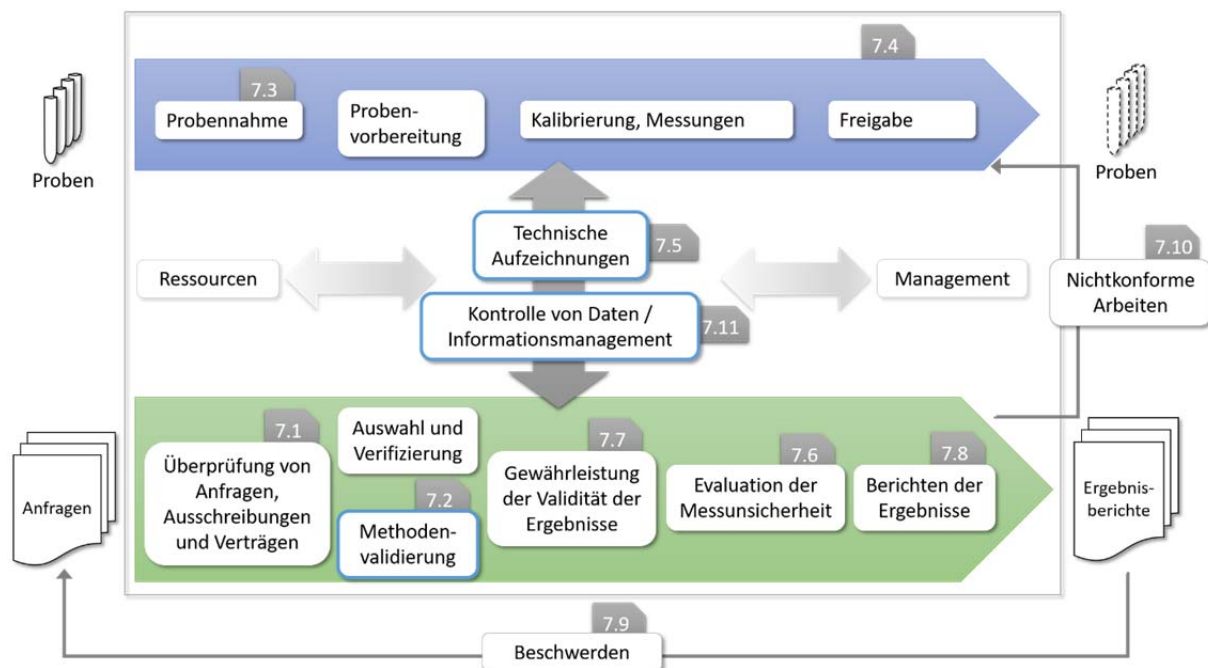 7.4
7.3
Probennahme
Proben-
vorbereitung
Kalibrierung, Messungen
Freigabe
Proben
Proben
Technische
Aufzeichnungen
7.5
7.10
Ressourcen
Management
Nichtkonforme
Arbeiten
Kontrolle von Daten /
Informationsmanagement
7.11
7.1
Überprüfung von
Anfragen,
Ausschreibungen
und Verträgen
Auswahl und
Verifizierung
7.2
Methoden-
validierung
7.7
Gewährleistung
der Validität der
Ergebnisse
7.6
Evaluation der
Messunsicherheit
7.8
Berichten der
Ergebnisse
Anfragen
Ergebnis-
berichte
7.9
Beschwerden